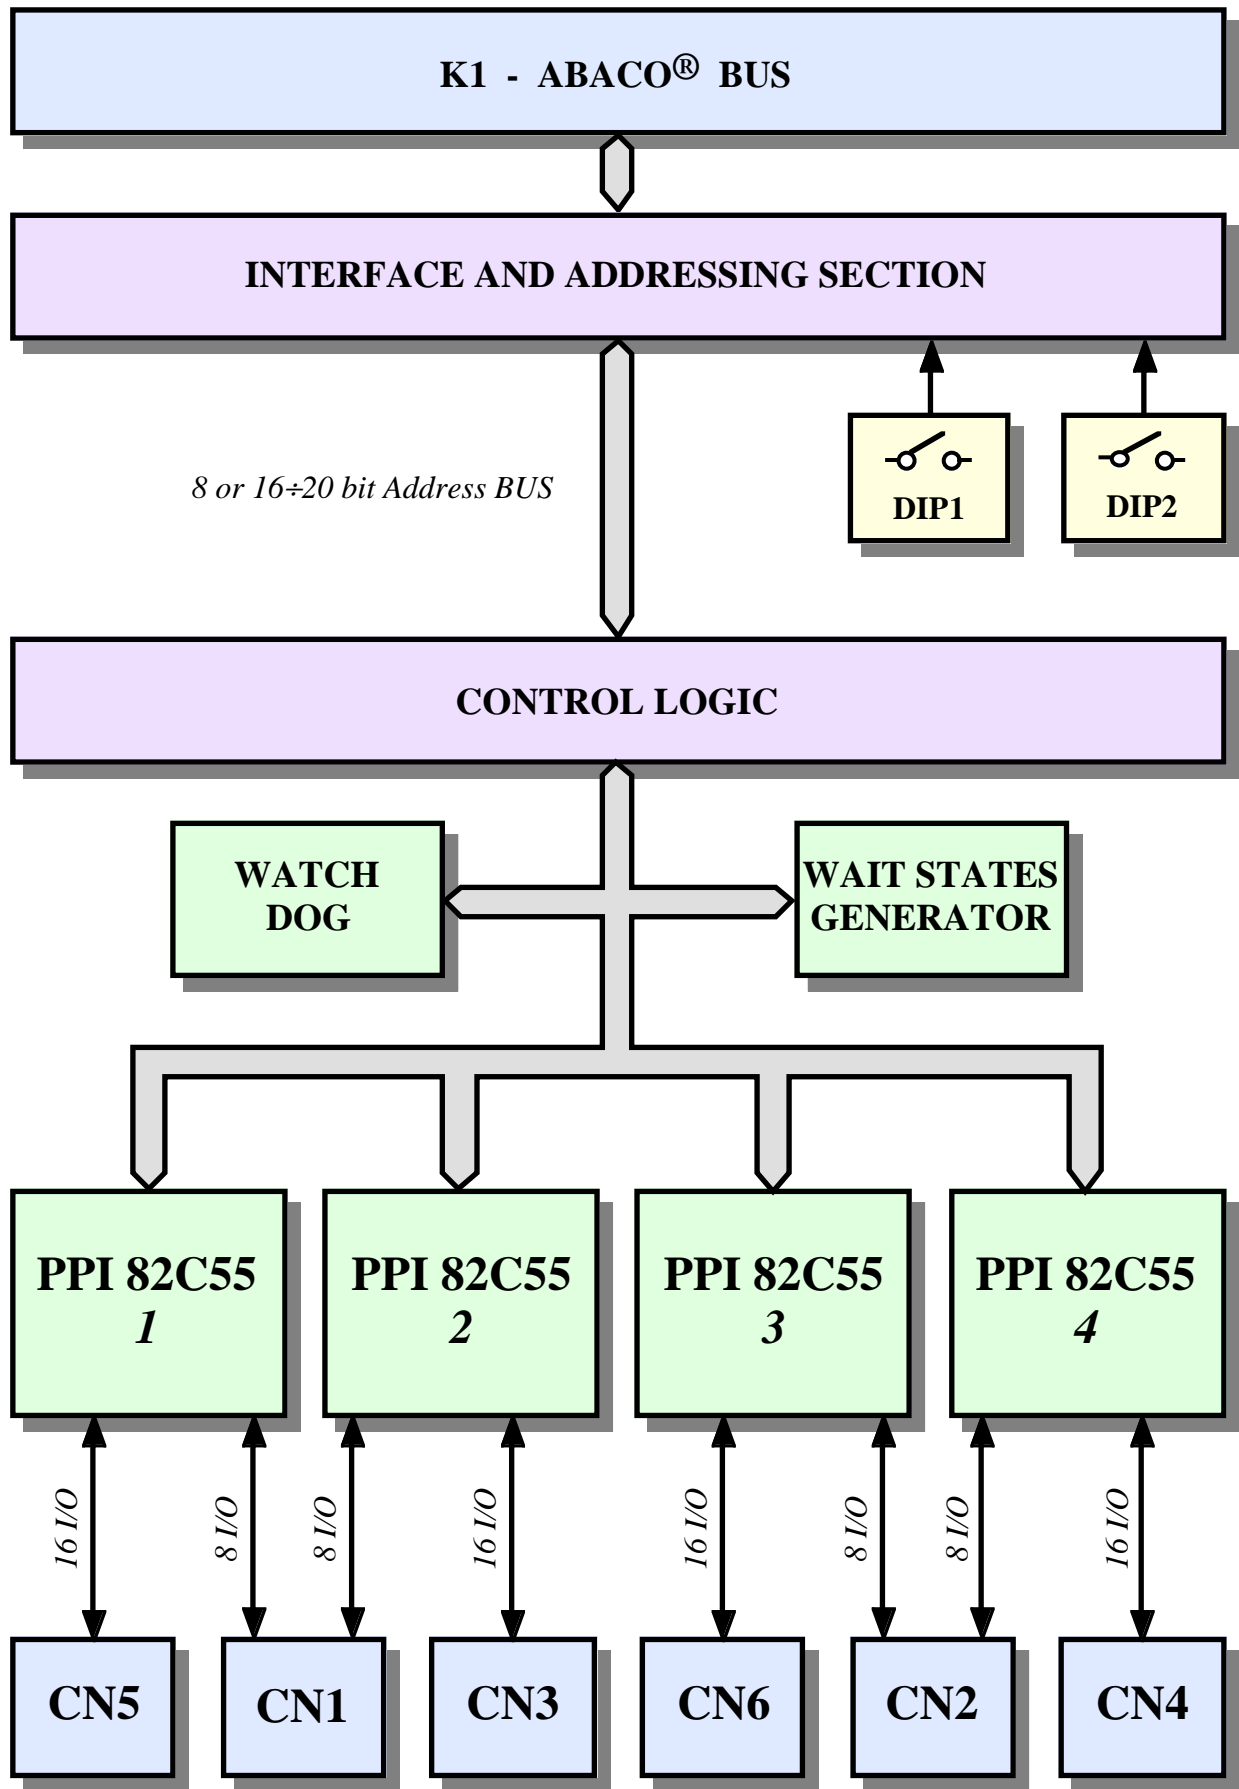 K1 - ABACO® BUS
INTERFACE AND ADDRESSING SECTION
8 or 16÷20 bit Address BUS
DIP1
DIP2
CONTROL LOGIC
WATCH
DOG
WAIT STATES
GENERATOR
PPI 82C55
1
PPI 82C55
2
PPI 82C55
3
PPI 82C55
4
16 I/O
8 I/O
8 I/O
16 I/O
16 I/O
8 I/O
8 I/O
16 I/O
CN5
CN1
CN3
CN6
CN2
CN4